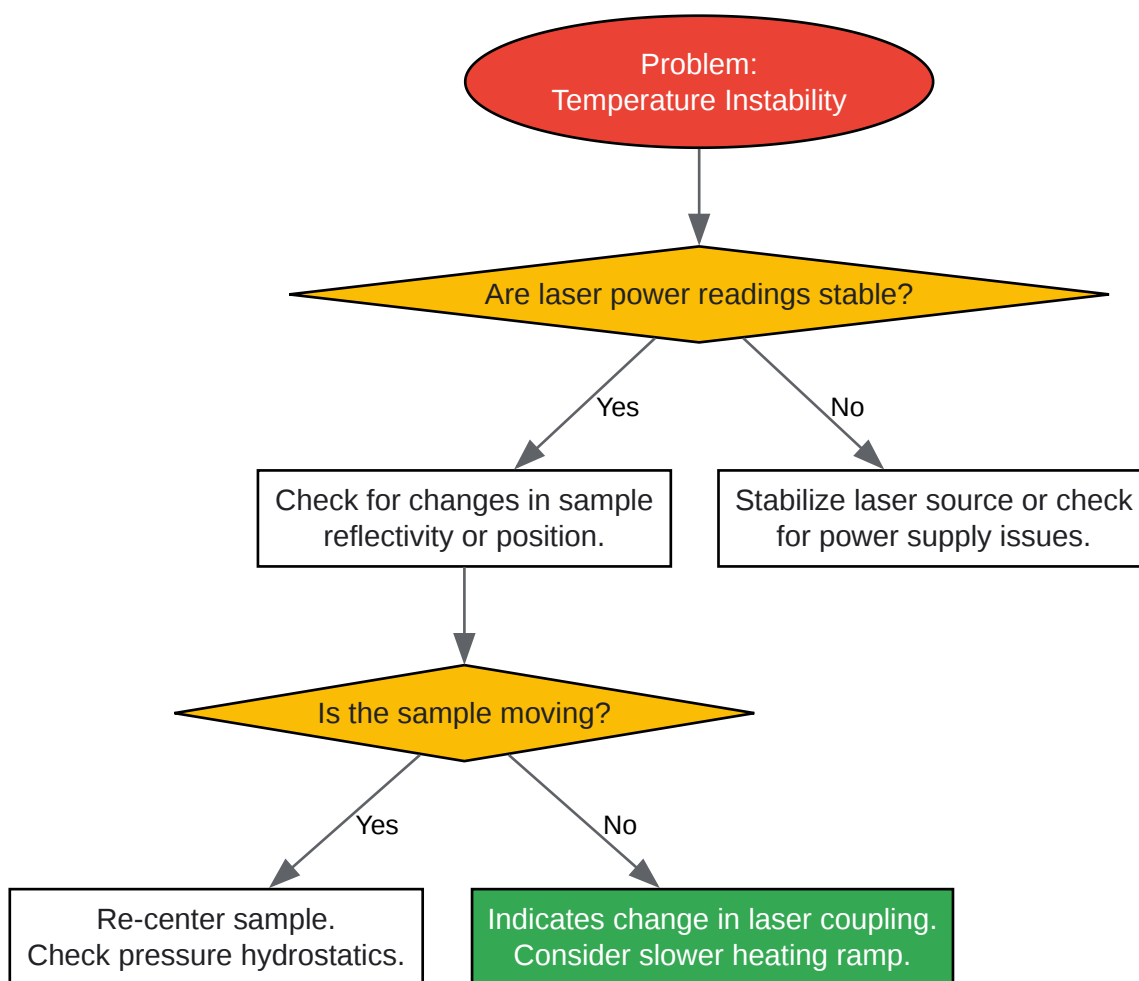 Problem:
Temperature Instability
Are laser power readings stable?
Yes
No
Check for changes in sample
reflectivity or position.
Stabilize laser source or check
for power supply issues.
Is the sample moving?
Yes
No
Re-center sample.
Check pressure hydrostatics.
Indicates change in laser coupling.
Consider slower heating ramp.